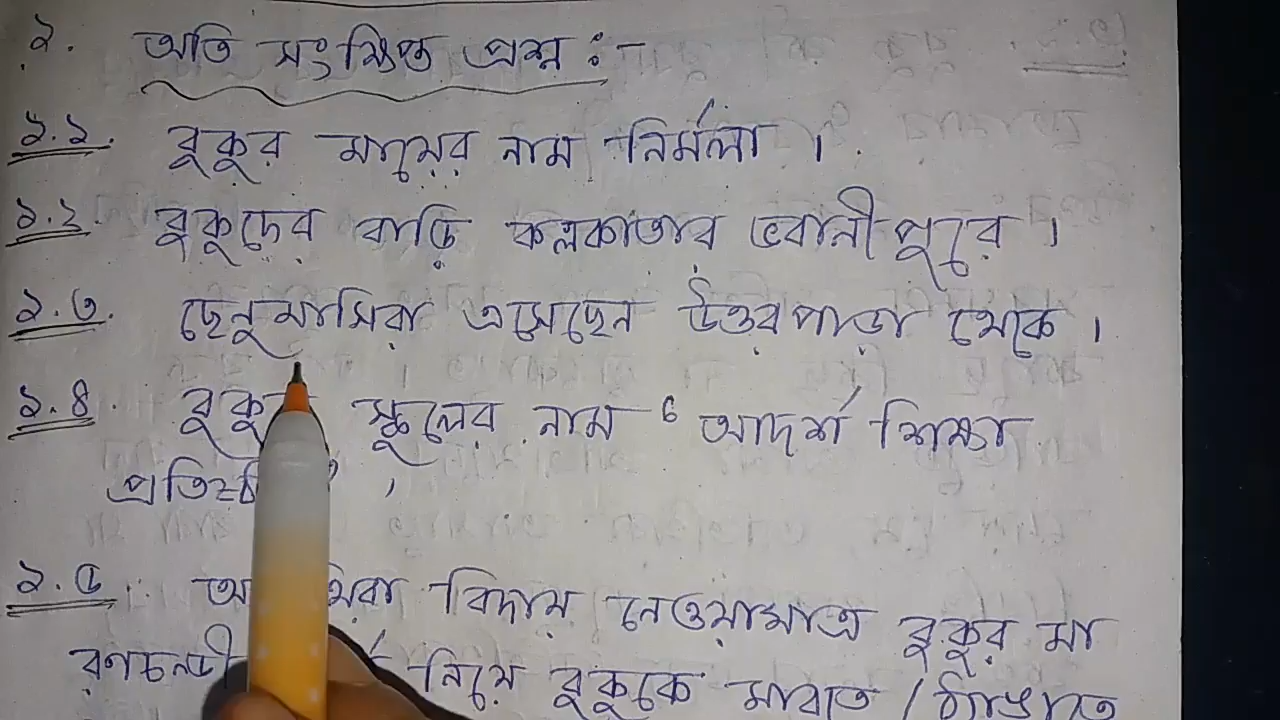 ২. অতি সংক্ষিপ্ত প্রশ্ন :-
২.১. বুকুর মায়ের নাম নির্মলা।
২.২. বুকুদের বাড়ি কলকাতার ভবানীপুরে।
২.৩. ছেনুমাসিরা এসেছেন উত্তরপাড়া থেকে।
২.৪. স্কুলের নাম ‘আদর্শ শিক্ষা
২.৫. বিদায় নেওয়ামাত্র বুকুর মা
নিয়ে বুকুকে মারতে /